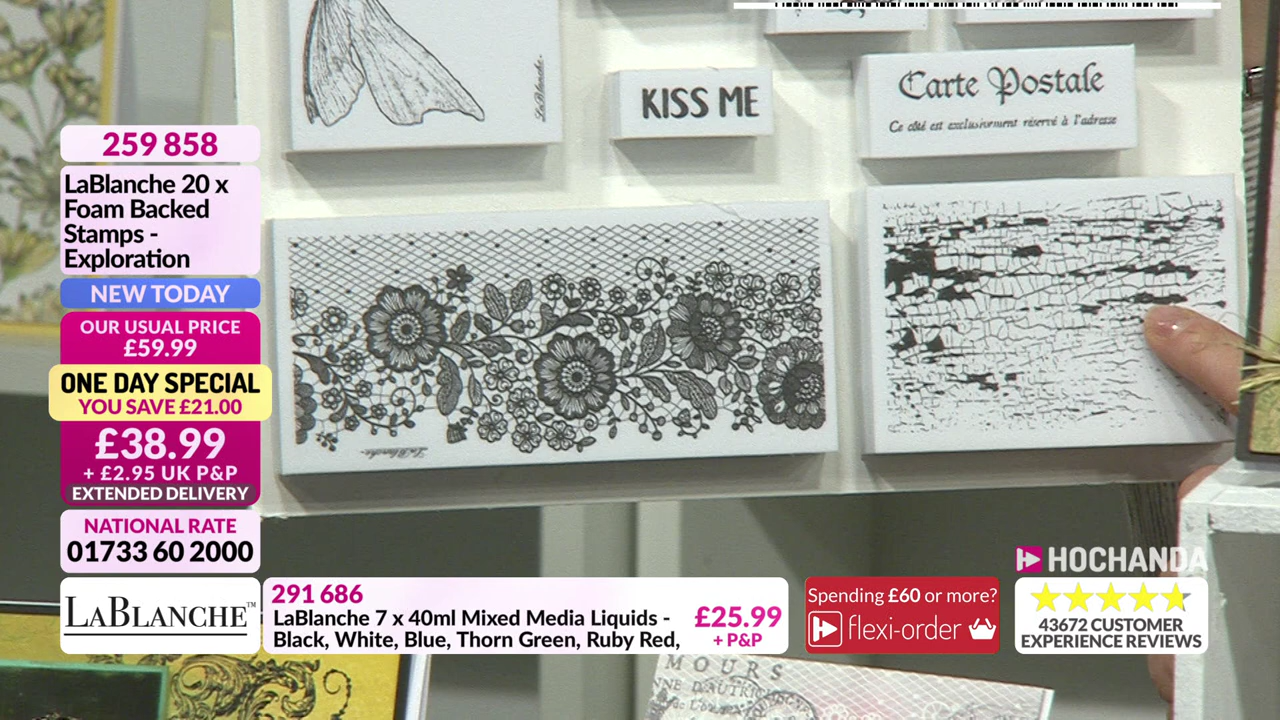 LaBlanche
KISS ME
Carte Postale
Ce côté est exclusivement réservé à l'adresse
259 858
LaBlanche 20 x
Foam Backed
Stamps -
Exploration
NEW TODAY
OUR USUAL PRICE
£59.99
ONE DAY SPECIAL
YOU SAVE £21.00
£38.99
+ £2.95 UK P&P
EXTENDED DELIVERY
NATIONAL RATE
01733 60 2000
LaBlanche
HOCHANDA
LABLANCHE™
291 686
LaBlanche 7 x 40ml Mixed Media Liquids -
Black, White, Blue, Thorn Green, Ruby Red,
£25.99
+ P&P
Spending £60 or more?
flexi-order
43672 CUSTOMER
EXPERIENCE REVIEWS
MOURS